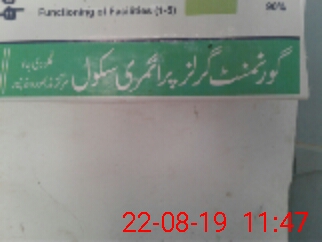 Functioning of Facilities (1-5) 90%
گورنمنٹ گرلز پرائمری سکول
22-08-19 11:47